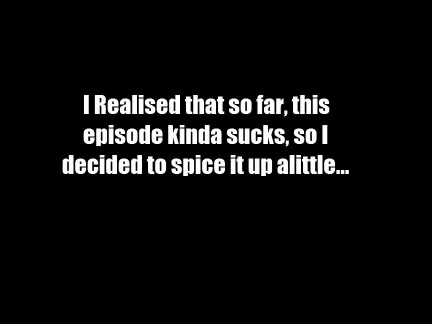 I Realised that so far, this
episode kinda sucks, so I
decided to spice it up alittle...